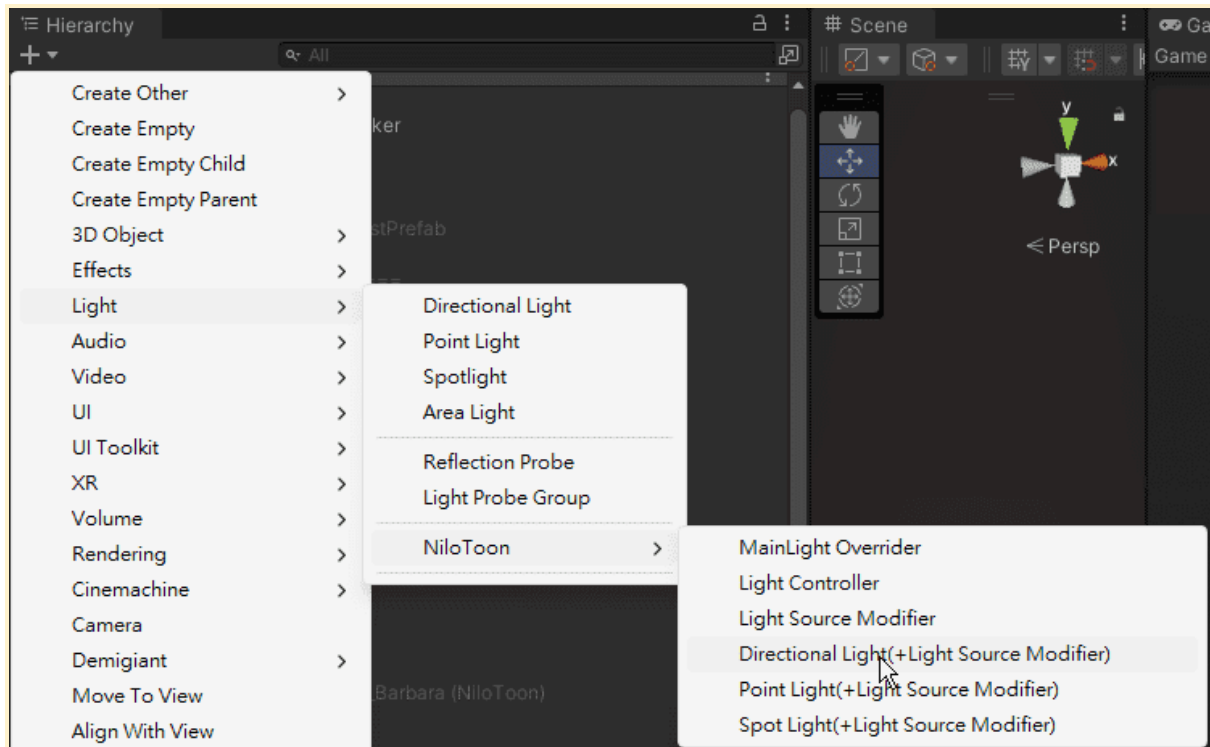 Hierarchy
All
Create Other
Create Empty
Create Empty Child
Create Empty Parent
3D Object
Effects
Light
Audio
Video
UI
UI Toolkit
XR
Volume
Rendering
Cinemachine
Camera
Demigiant
Move To View
Align With View
ker
stPrefab
===
Directional Light
Point Light
Spotlight
Area Light
Reflection Probe
Light Probe Group
NiloToon
MainLight Overrider
Light Controller
Light Source Modifier
Directional Light(+Light Source Modifier)
Point Light(+Light Source Modifier)
Spot Light(+Light Source Modifier)
_Barbara (NiloToon)
Scene
y
x
Persp
Ga
Game